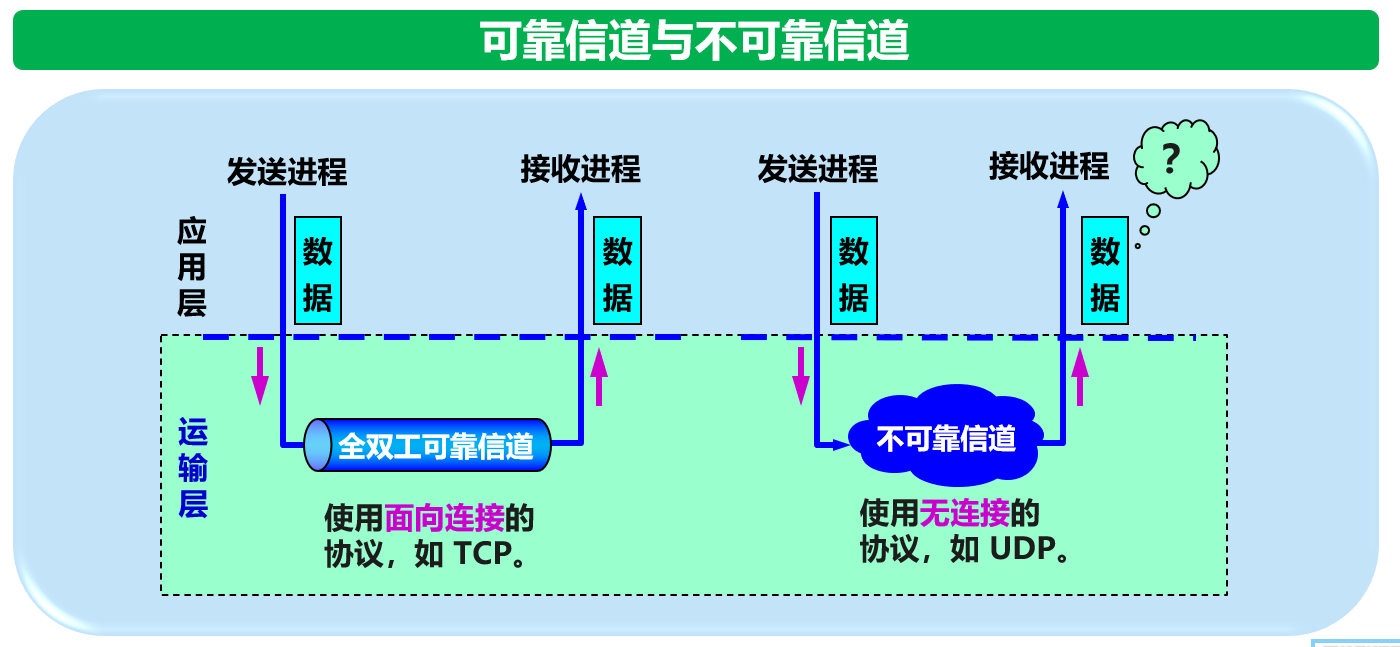 可靠信道与不可靠信道
发送进程
接收进程
发送进程
接收进程
?
应用层
数据
数据
数据
数据
运输层
全双工可靠信道
不可靠信道
使用面向连接的
协议，如 TCP。
使用无连接的
协议，如 UDP。